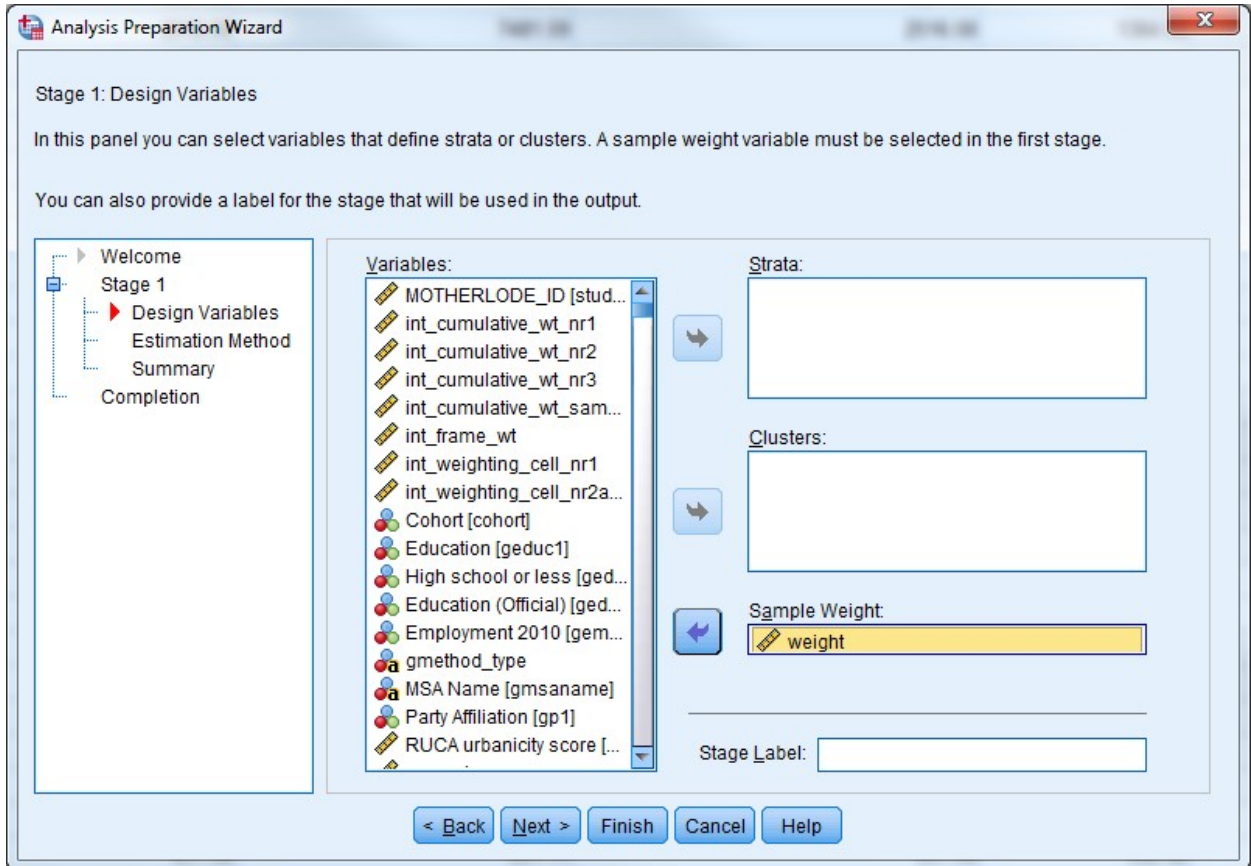 Analysis Preparation Wizard
Stage 1: Design Variables
In this panel you can select variables that define strata or clusters. A sample weight variable must be selected in the first stage.
You can also provide a label for the stage that will be used in the output.
Welcome
Stage 1
Design Variables
Estimation Method
Summary
Completion
Variables:
MOTHERLODE_ID [stud...
int_cumulative_wt_nr1
int_cumulative_wt_nr2
int_cumulative_wt_nr3
int_cumulative_wt_sam...
int_frame_wt
int_weighting_cell_nr1
int_weighting_cell_nr2a...
Cohort [cohort]
Education [geduc1]
High school or less [ged...
Education (Official) [ged...
Employment 2010 [gem...
gmethod_type
MSA Name [gmsaname]
Party Affiliation [gp1]
RUCA urbanicity score [...
Strata:
Clusters:
Sample Weight:
weight
Stage Label:
< Back
Next >
Finish
Cancel
Help